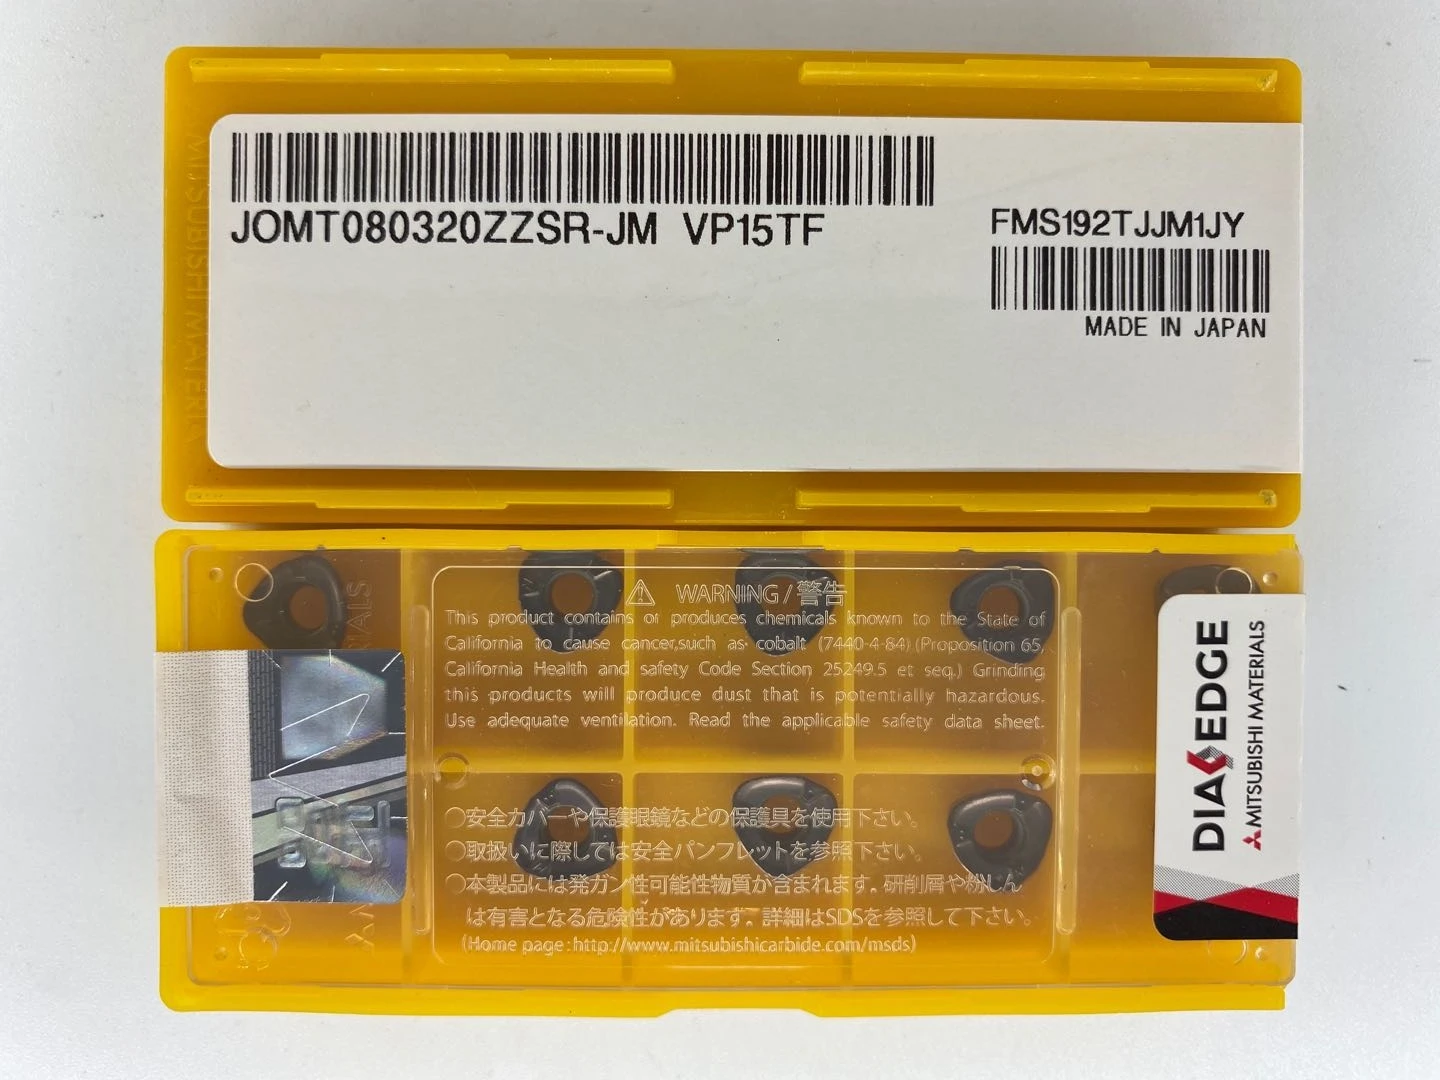 JOMT080320ZZSR-JM VP15TF
FMS192TJJM1JY
MADE IN JAPAN
MITSUBISHI MATERIA
⚠ WARNING / 警告
This product contains or produces chemicals known to the State of
California to cause cancer,such as cobalt (7440-4-84) (Proposition 65,
California Health and safety Code Section 25249.5 et seq.) Grinding
this products will produce dust that is potentially hazardous.
Use adequate ventilation. Read the applicable safety data sheet.
○安全カバーや保護眼鏡などの保護具を使用下さい。
○取扱いに際しては安全パンフレットを参照下さい。
○本製品には発ガン性可能性物質が含まれます。研削屑や粉じん
は有害となる危険性があります。詳細はSDSを参照して下さい。
(Home page:http://www.mitsubishicarbide.com/msds)
DIAEDGE
MITSUBISHI MATERIALS